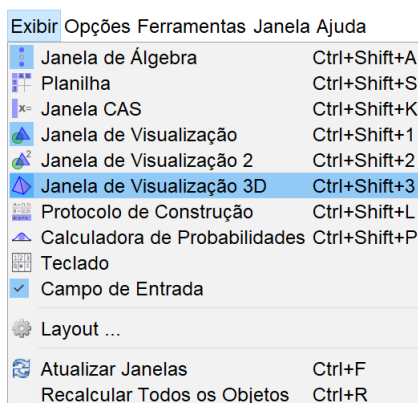 Exibir Opções Ferramentas Janela Ajuda
Janela de Álgebra Ctrl+Shift+A
Planilha Ctrl+Shift+S
Janela CAS Ctrl+Shift+K
Janela de Visualização Ctrl+Shift+1
Janela de Visualização 2 Ctrl+Shift+2
Janela de Visualização 3D Ctrl+Shift+3
Protocolo de Construção Ctrl+Shift+L
Calculadora de Probabilidades Ctrl+Shift+P
Teclado
Campo de Entrada
Layout ...
Atualizar Janelas Ctrl+F
Recalcular Todos os Objetos Ctrl+R